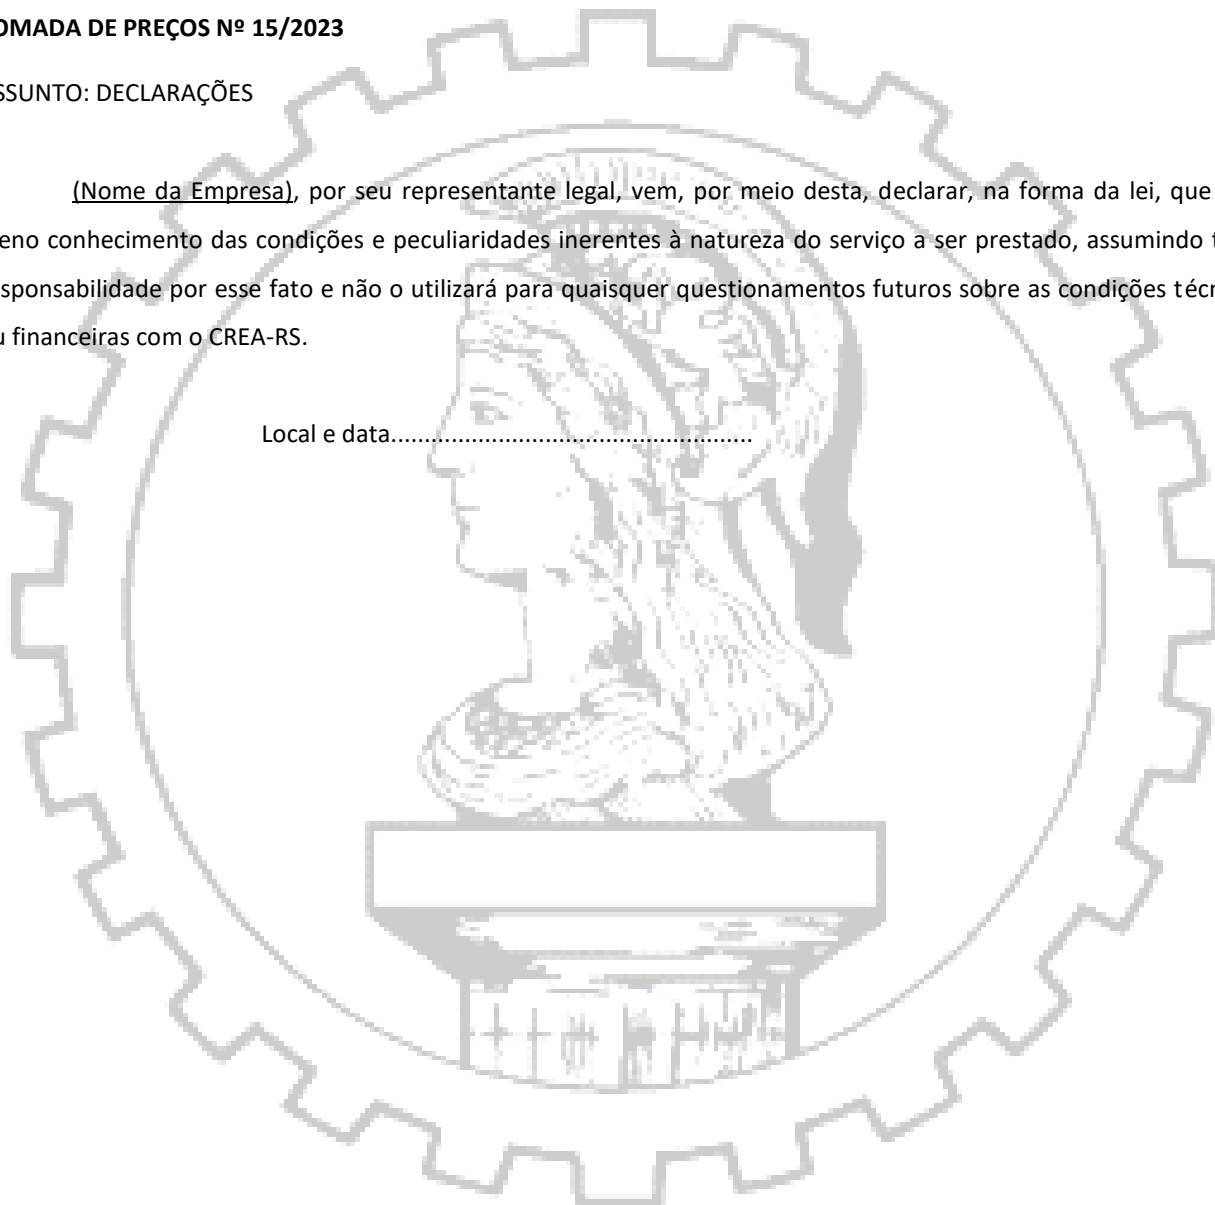 OMADA DE PREÇOS Nº 15/2023
SSUNTO: DECLARAÇÕES
(Nome da Empresa), por seu representante legal, vem, por meio desta, declarar, na forma da lei, que
eno conhecimento das condições e peculiaridades inerentes à natureza do serviço a ser prestado, assumindo t
sponsabilidade por esse fato e não o utilizará para quaisquer questionamentos futuros sobre as condições técn
u financeiras com o CREA-RS.
Local e data......................................................